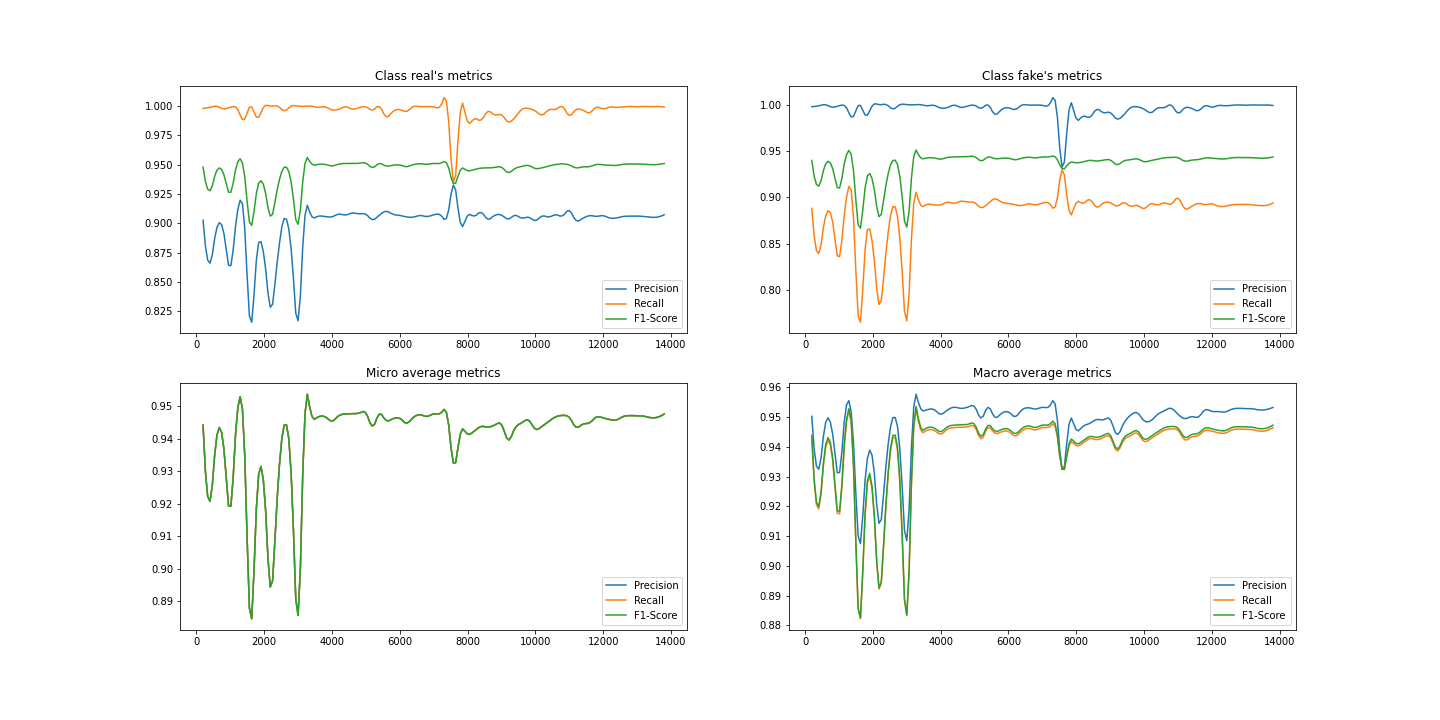 Class real's metrics
1.000
0.975
0.950
0.925
0.900
0.875
0.850
0.825
0 2000 4000 6000 8000 10000 12000 14000
Precision
Recall
F1-Score
Class fake's metrics
1.00
0.95
0.90
0.85
0.80
0 2000 4000 6000 8000 10000 12000 14000
Precision
Recall
F1-Score
Micro average metrics
0.95
0.94
0.93
0.92
0.91
0.90
0.89
0 2000 4000 6000 8000 10000 12000 14000
Precision
Recall
F1-Score
Macro average metrics
0.96
0.95
0.94
0.93
0.92
0.91
0.90
0.89
0.88
0 2000 4000 6000 8000 10000 12000 14000
Precision
Recall
F1-Score